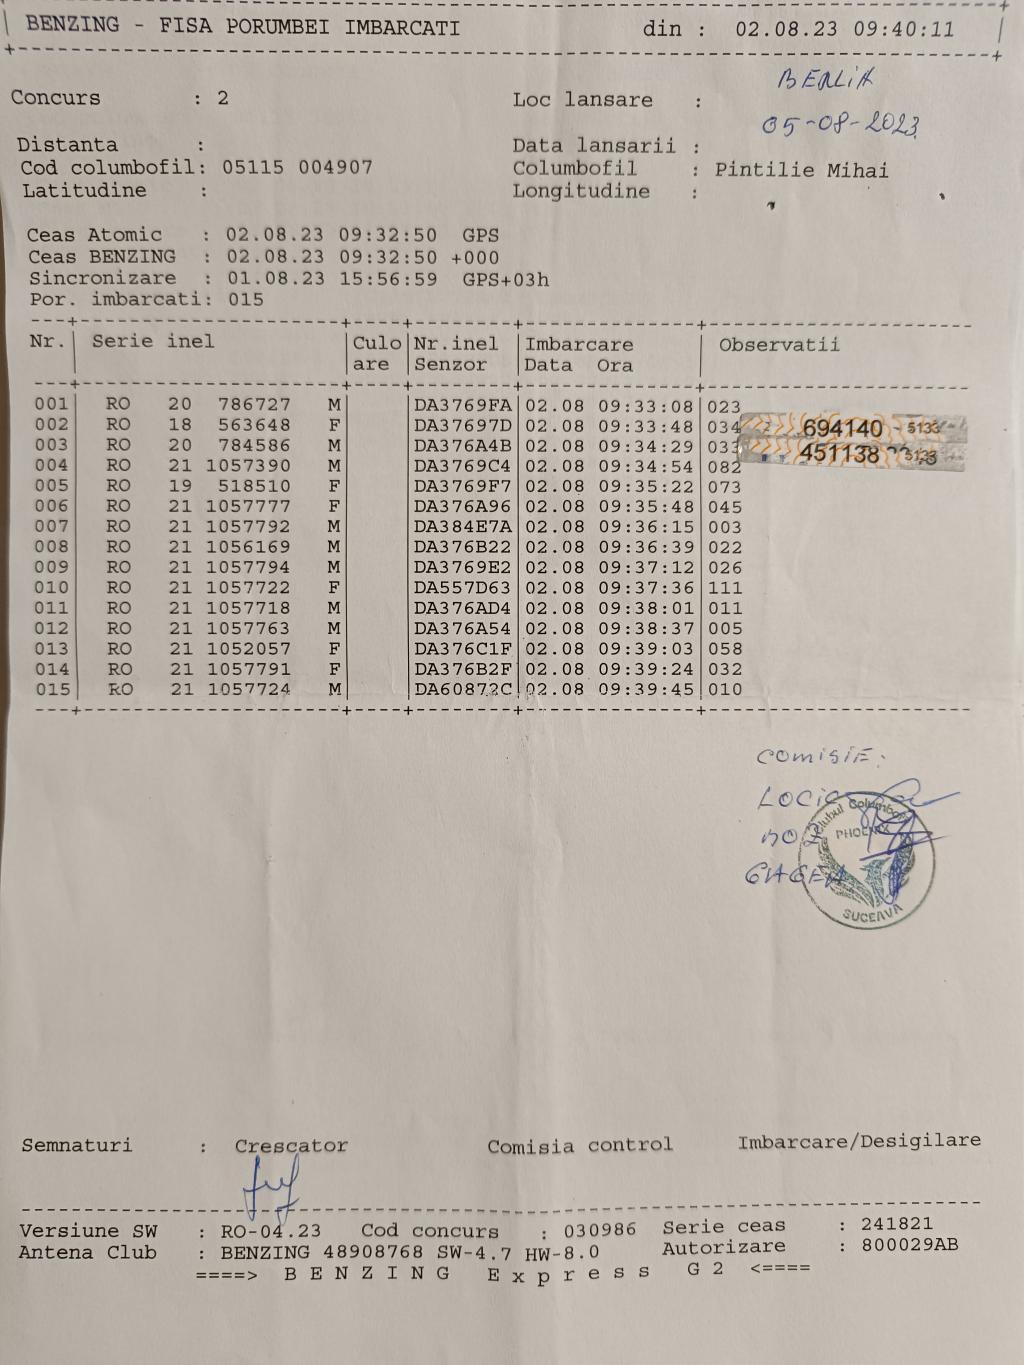 BENZING - FISA PORUMBEI IMBARCATI din : 02.08.23 09:40:11
BERLIN
Concurs : 2 Loc lansare :
05-08-2023
Distanta : Data lansarii :
Cod columbofil: 05115 004907 Columbofil : Pintilie Mihai
Latitudine : Longitudine :
Ceas Atomic : 02.08.23 09:32:50 GPS
Ceas BENZING : 02.08.23 09:32:50 +000
Sincronizare : 01.08.23 15:56:59 GPS+03h
Por. imbarcati: 015
Nr. Serie inel Culo Nr.inel Imbarcare Observatii
are Senzor Data Ora
001 RO 20 786727 M DA3769FA 02.08 09:33:08 023
002 RO 18 563648 F DA37697D 02.08 09:33:48 034 694140 - 5133
003 RO 20 784586 M DA376A4B 02.08 09:34:29 033 451138 5133
004 RO 21 1057390 M DA3769C4 02.08 09:34:54 082
005 RO 19 518510 F DA3769F7 02.08 09:35:22 073
006 RO 21 1057777 F DA376A96 02.08 09:35:48 045
007 RO 21 1057792 M DA384E7A 02.08 09:36:15 003
008 RO 21 1056169 M DA376B22 02.08 09:36:39 022
009 RO 21 1057794 M DA3769E2 02.08 09:37:12 026
010 RO 21 1057722 F DA557D63 02.08 09:37:36 111
011 RO 21 1057718 M DA376AD4 02.08 09:38:01 011
012 RO 21 1057763 M DA376A54 02.08 09:38:37 005
013 RO 21 1052057 F DA376C1F 02.08 09:39:03 058
014 RO 21 1057791 F DA376B2F 02.08 09:39:24 032
015 RO 21 1057724 M DA60872C 02.08 09:39:45 010
COMISIE:
Clubul Columbofil
PHOENIX
SUCEAVA
Semnaturi : Crescator Comisia control Imbarcare/Desigilare
Versiune SW : RO-04.23 Cod concurs : 030986 Serie ceas : 241821
Antena Club : BENZING 48908768 SW-4.7 HW-8.0 Autorizare : 800029AB
====> B E N Z I N G E x p r e s s G 2 <====